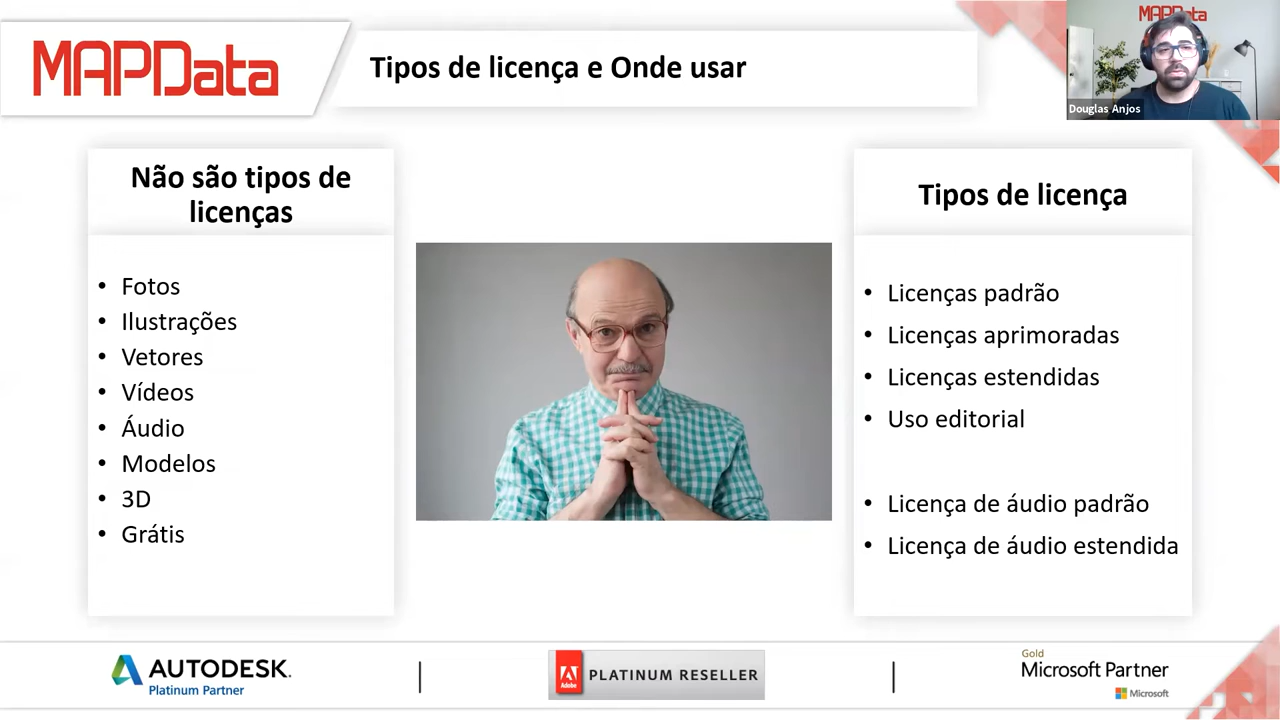 MAPData
Tipos de licença e Onde usar
MAPData
Douglas Anjos
Não são tipos de
licenças
• Fotos
• Ilustrações
• Vetores
• Vídeos
• Áudio
• Modelos
• 3D
• Grátis
Tipos de licença
• Licenças padrão
• Licenças aprimoradas
• Licenças estendidas
• Uso editorial
• Licença de áudio padrão
• Licença de áudio estendida
AUTODESK.
Platinum Partner
Adobe
PLATINUM RESELLER
Gold
Microsoft Partner
Microsoft